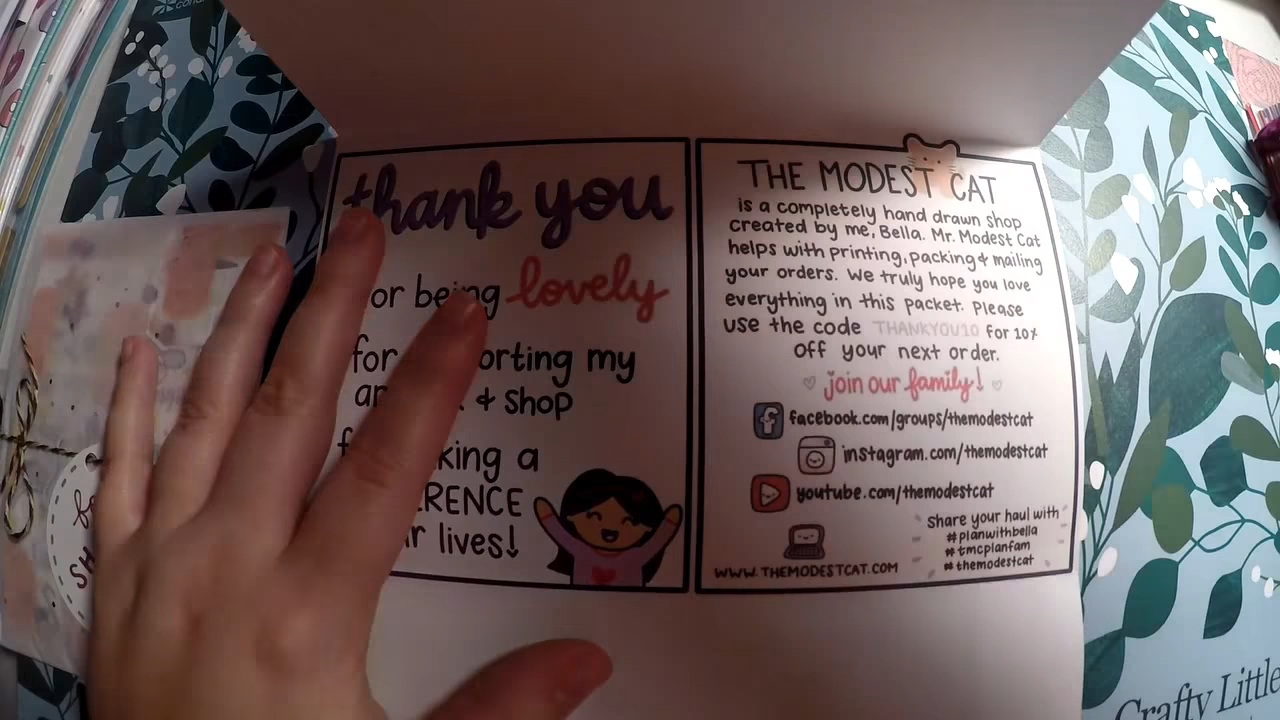 thank you
or being lovely
for orting my
ar & shop
king a
ERENCE
r lives!
THE MODEST CAT
is a completely hand drawn shop
created by me, Bella. Mr. Modest Cat
helps with printing, packing & mailing
your orders. We truly hope you love
everything in this packet. Please
use the code THANKYOU10 for 10%
off your next order.
join our family!
facebook.com/groups/themodestcat
instagram.com/themodestcat
youtube.com/themodestcat
share your haul with
#planwithbella
#tmcplanfam
#themodestcat
WWW.THEMODESTCAT.COM
Crafty Little